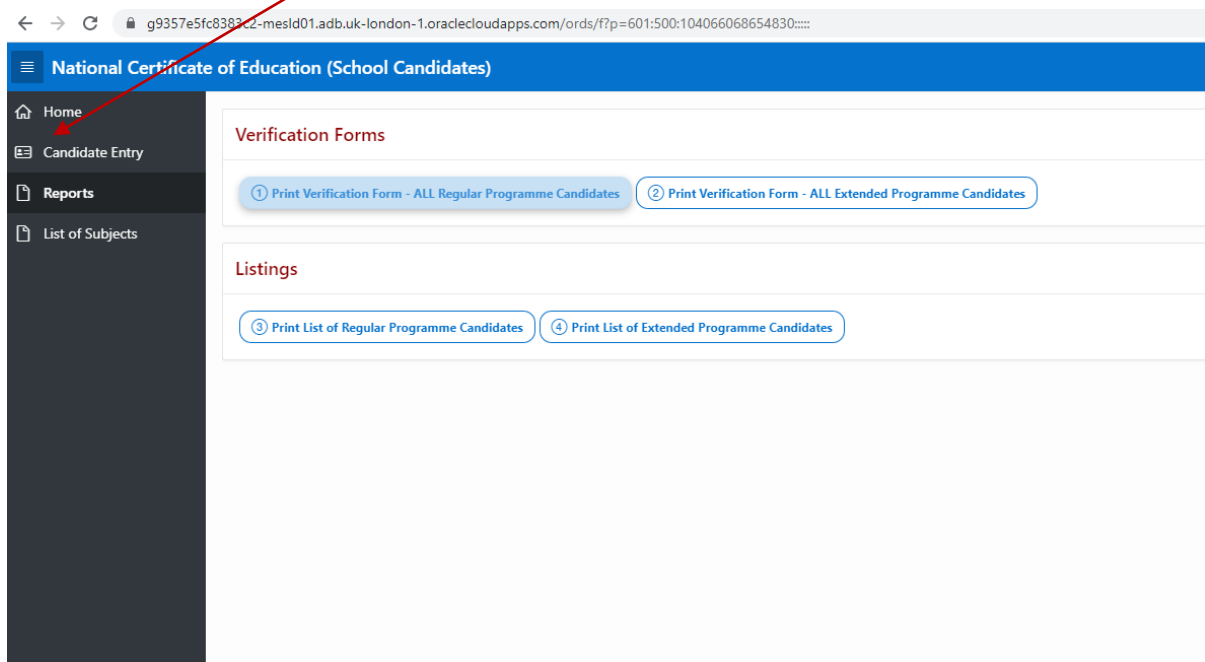 g9357e5fc8383c2-mesld01.adb.uk-london-1.oraclecloudapps.com/ords/f?p=601:500:104066068654830:::::
National Certificate of Education (School Candidates)
Home
Candidate Entry
Reports
List of Subjects
Verification Forms
1 Print Verification Form - ALL Regular Programme Candidates
2 Print Verification Form - ALL Extended Programme Candidates
Listings
3 Print List of Regular Programme Candidates
4 Print List of Extended Programme Candidates